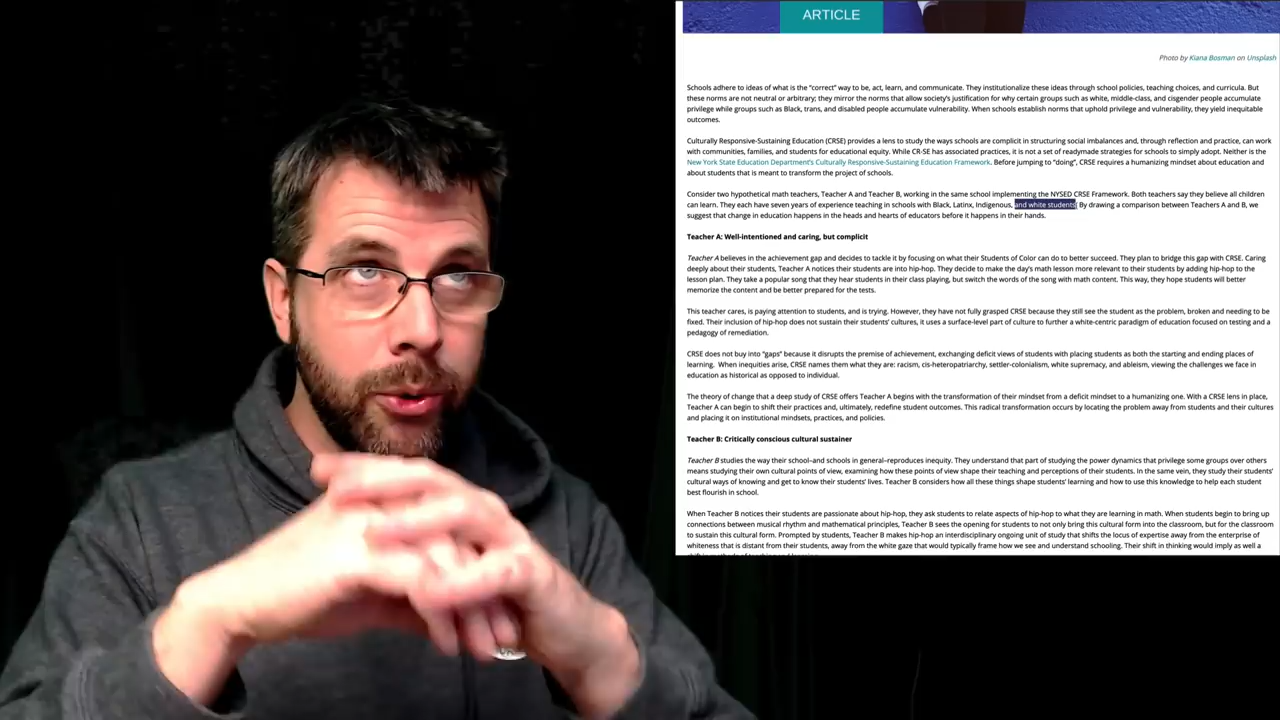 ARTICLE
Photo by Kiana Bosman on Unsplash
Schools adhere to ideas of what is the “correct” way to be, act, learn, and communicate. They institutionalize these ideas through school policies, teaching choices, and curricula. But
these norms are not neutral or arbitrary; they mirror the norms that allow society’s justification for why certain groups such as white, middle-class, and cisgender people accumulate
privilege while groups such as Black, trans, and disabled people accumulate vulnerability. When schools establish norms that uphold privilege and vulnerability, they yield inequitable
outcomes.
Culturally Responsive-Sustaining Education (CRSE) provides a lens to study the ways schools are complicit in structuring social imbalances and, through reflection and practice, can work
with communities, families, and students for educational equity. While CR-SE has associated practices, it is not a set of readymade strategies for schools to simply adopt. Neither is the
New York State Education Department’s Culturally Responsive-Sustaining Education Framework. Before jumping to “doing”, CRSE requires a humanizing mindset about education and
about students that is meant to transform the project of schools.
Consider two hypothetical math teachers, Teacher A and Teacher B, working in the same school implementing the NYSED CRSE Framework. Both teachers say they believe all children
can learn. They each have seven years of experience teaching in schools with Black, Latinx, Indigenous, and white students. By drawing a comparison between Teachers A and B, we
suggest that change in education happens in the heads and hearts of educators before it happens in their hands.
Teacher A: Well-intentioned and caring, but complicit
Teacher A believes in the achievement gap and decides to tackle it by focusing on what their Students of Color can do to better succeed. They plan to bridge this gap with CRSE. Caring
deeply about their students, Teacher A notices their students are into hip-hop. They decide to make the day’s math lesson more relevant to their students by adding hip-hop to the
lesson plan. They take a popular song that they hear students in their class playing, but switch the words of the song with math content. This way, they hope students will better
memorize the content and be better prepared for the tests.
This teacher cares, is paying attention to students, and is trying. However, they have not fully grasped CRSE because they still see the student as the problem, broken and needing to be
fixed. Their inclusion of hip-hop does not sustain their students’ cultures, it uses a surface-level part of culture to further a white-centric paradigm of education focused on testing and a
pedagogy of remediation.
CRSE does not buy into “gaps” because it disrupts the premise of achievement, exchanging deficit views of students with placing students as both the starting and ending places of
learning. When inequities arise, CRSE names them what they are: racism, cis-heteropatriarchy, settler-colonialism, white supremacy, and ableism, viewing the challenges we face in
education as historical as opposed to individual.
The theory of change that a deep study of CRSE offers Teacher A begins with the transformation of their mindset from a deficit mindset to a humanizing one. With a CRSE lens in place,
Teacher A can begin to shift their practices and, ultimately, redefine student outcomes. This radical transformation occurs by locating the problem away from students and their cultures
and placing it on institutional mindsets, practices, and policies.
Teacher B: Critically conscious cultural sustainer
Teacher B studies the way their school–and schools in general–reproduces inequity. They understand that part of studying the power dynamics that privilege some groups over others
means studying their own cultural points of view, examining how these points of view shape their teaching and perceptions of their students. In the same vein, they study their students’
cultural ways of knowing and get to know their students’ lives. Teacher B considers how all these things shape students’ learning and how to use this knowledge to help each student
best flourish in school.
When Teacher B notices their students are passionate about hip-hop, they ask students to relate aspects of hip-hop to what they are learning in math. When students begin to bring up
connections between musical rhythm and mathematical principles, Teacher B sees the opening for students to not only bring this cultural form into the classroom, but for the classroom
to sustain this cultural form. Prompted by students, Teacher B makes hip-hop an interdisciplinary ongoing unit of study that shifts the locus of expertise away from the enterprise of
whiteness that is distant from their students, away from the white gaze that would typically frame how we see and understand schooling. Their shift in thinking would imply as well a